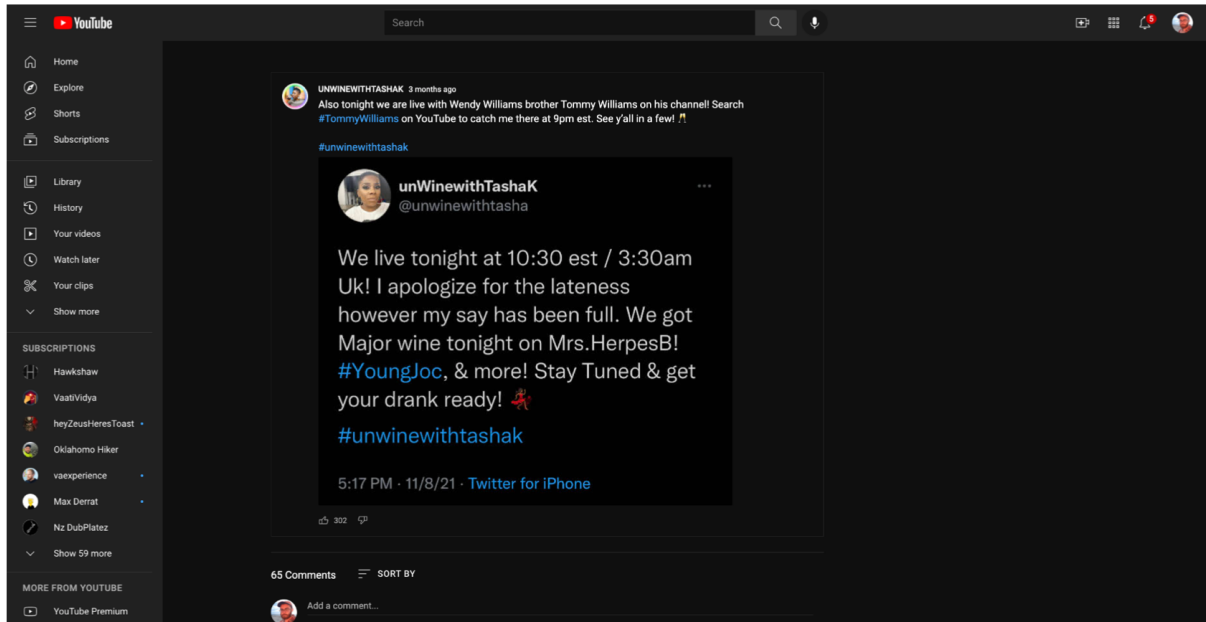 YouTube
Search
5
Home
Explore
Shorts
Subscriptions
Library
History
Your videos
Watch later
Your clips
Show more
SUBSCRIPTIONS
Hawkshaw
VaatiVidya
heyZeusHeresToast
Oklahomo Hiker
vaexperience
Max Derrat
Nz DubPlatez
Show 59 more
MORE FROM YOUTUBE
YouTube Premium
UNWINEWITHTASHAK 3 months ago
Also tonight we are live with Wendy Williams brother Tommy Williams on his channel! Search
#TommyWilliams on YouTube to catch me there at 9pm est. See y'all in a few! 🥂
#unwinewithtashak
unWinewithTashaK
@unwinewithtasha
We live tonight at 10:30 est / 3:30am
Uk! I apologize for the lateness
however my say has been full. We got
Major wine tonight on Mrs.HerpesB!
#YoungJoc, & more! Stay Tuned & get
your drank ready! 💃
#unwinewithtashak
5:17 PM · 11/8/21 · Twitter for iPhone
302
65 Comments SORT BY
Add a comment...